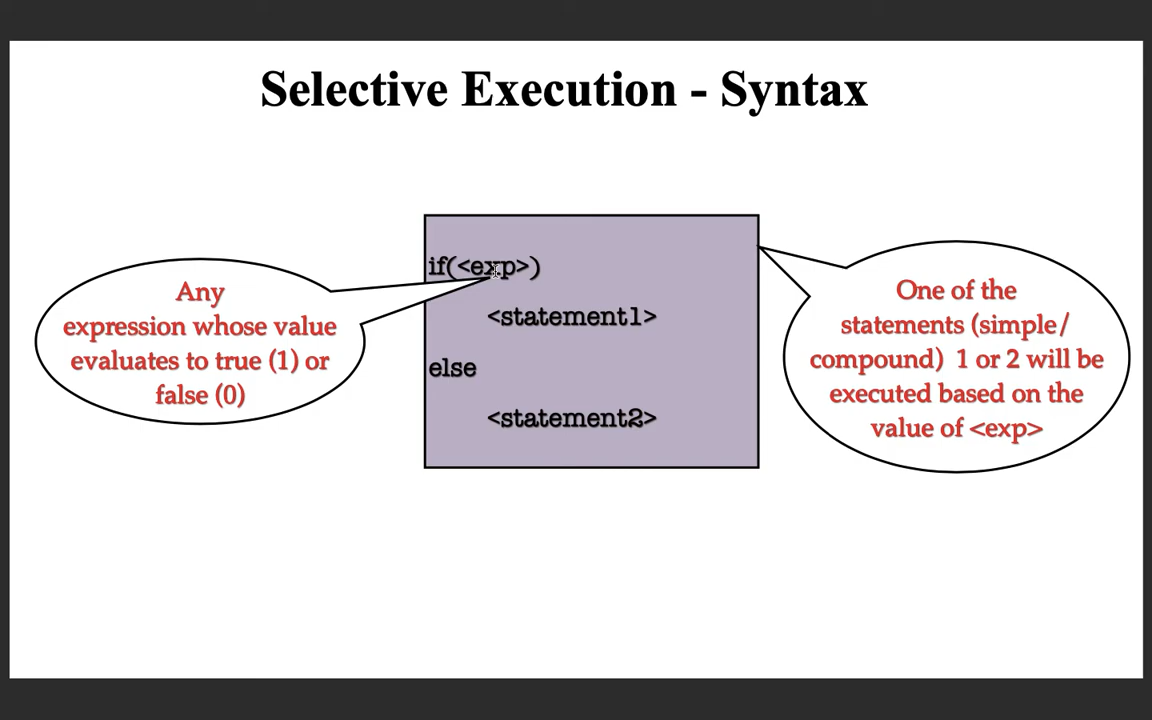 Selective Execution - Syntax
if(<exp>)
<statement1>
else
<statement2>
Any
expression whose value
evaluates to true (1) or
false (0)
One of the
statements (simple/
compound) 1 or 2 will be
executed based on the
value of <exp>